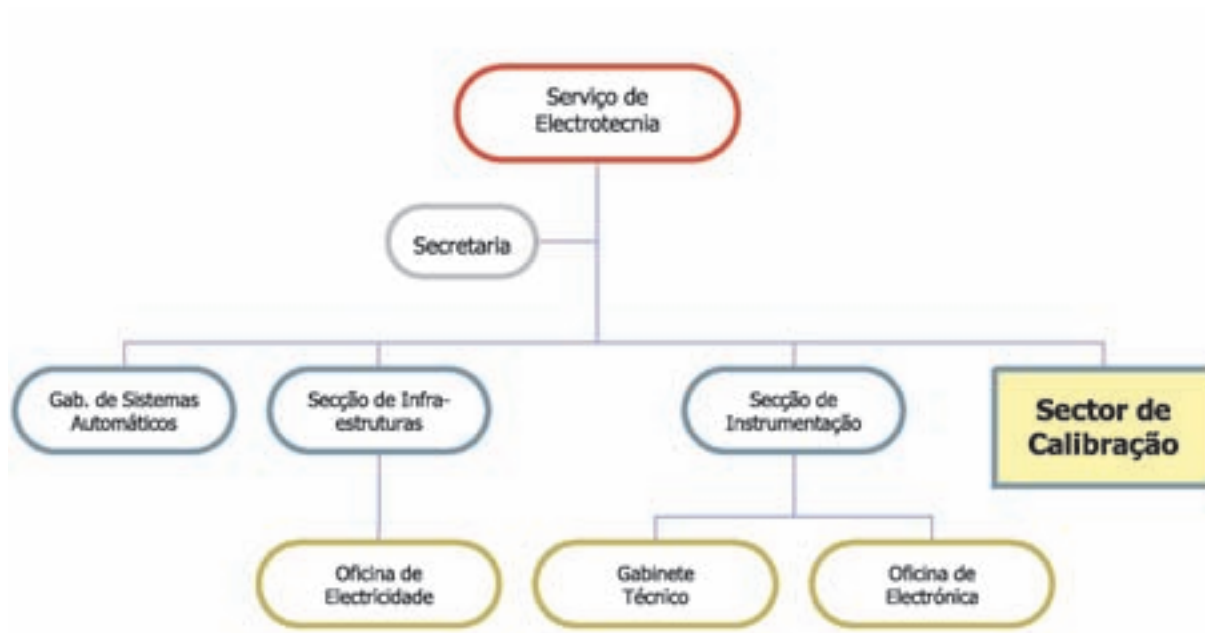 Serviço de
Electrotecnia
Secretaria
Gab. de Sistemas
Automáticos
Secção de Infra-
estruturas
Secção de
Instrumentação
Sector de
Calibração
Oficina de
Electricidade
Gabinete
Técnico
Oficina de
Electrónica